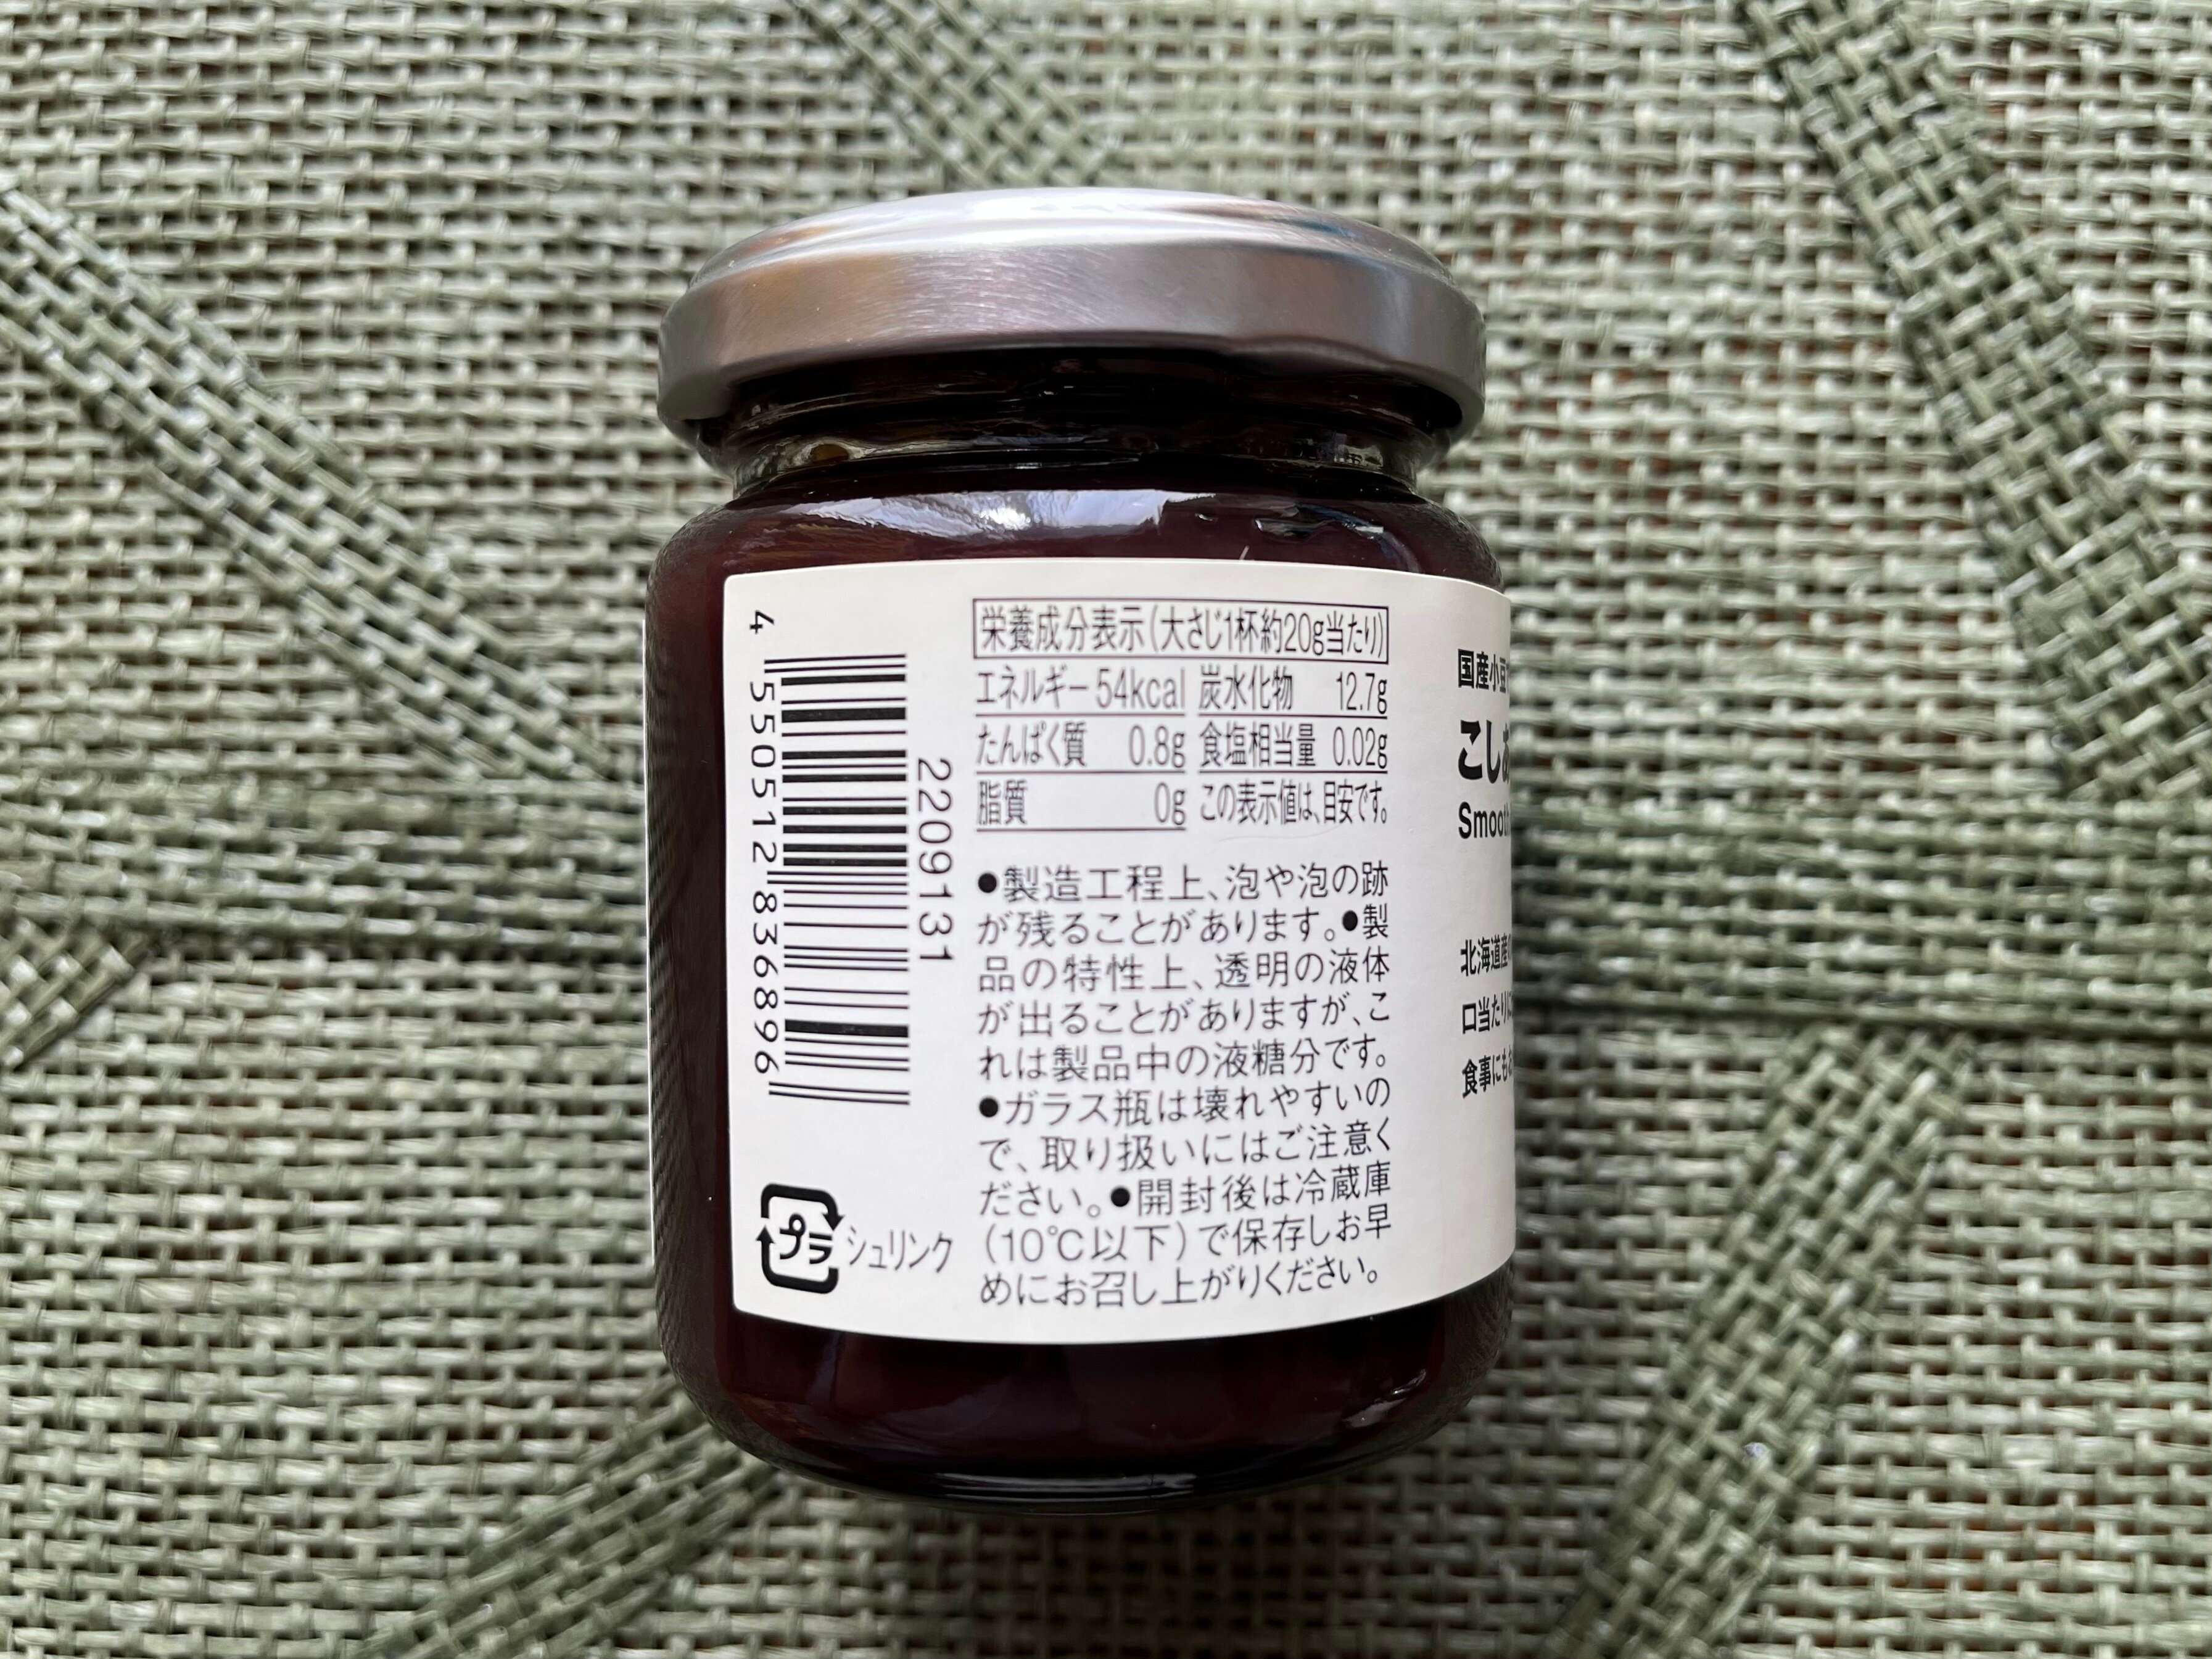 4 550512 836896
22091131
栄養成分表示(大さじ1杯約20g当たり)
エネルギー 54kcal 炭水化物 12.7g
たんぱく質 0.8g 食塩相当量 0.02g
脂質 0g この表示値は、目安です。
●製造工程上、泡や泡の跡
が残ることがあります。●製
品の特性上、透明の液体
が出ることがありますが、こ
れは製品中の液糖分です。
●ガラス瓶は壊れやすいの
で、取り扱いにはご注意く
ださい。●開封後は冷蔵庫
(10℃以下)で保存しお早
めにお召し上がりください。
プラ シュリンク
国産小豆
こし
Smooth
北海道産
口当たり
食事にも